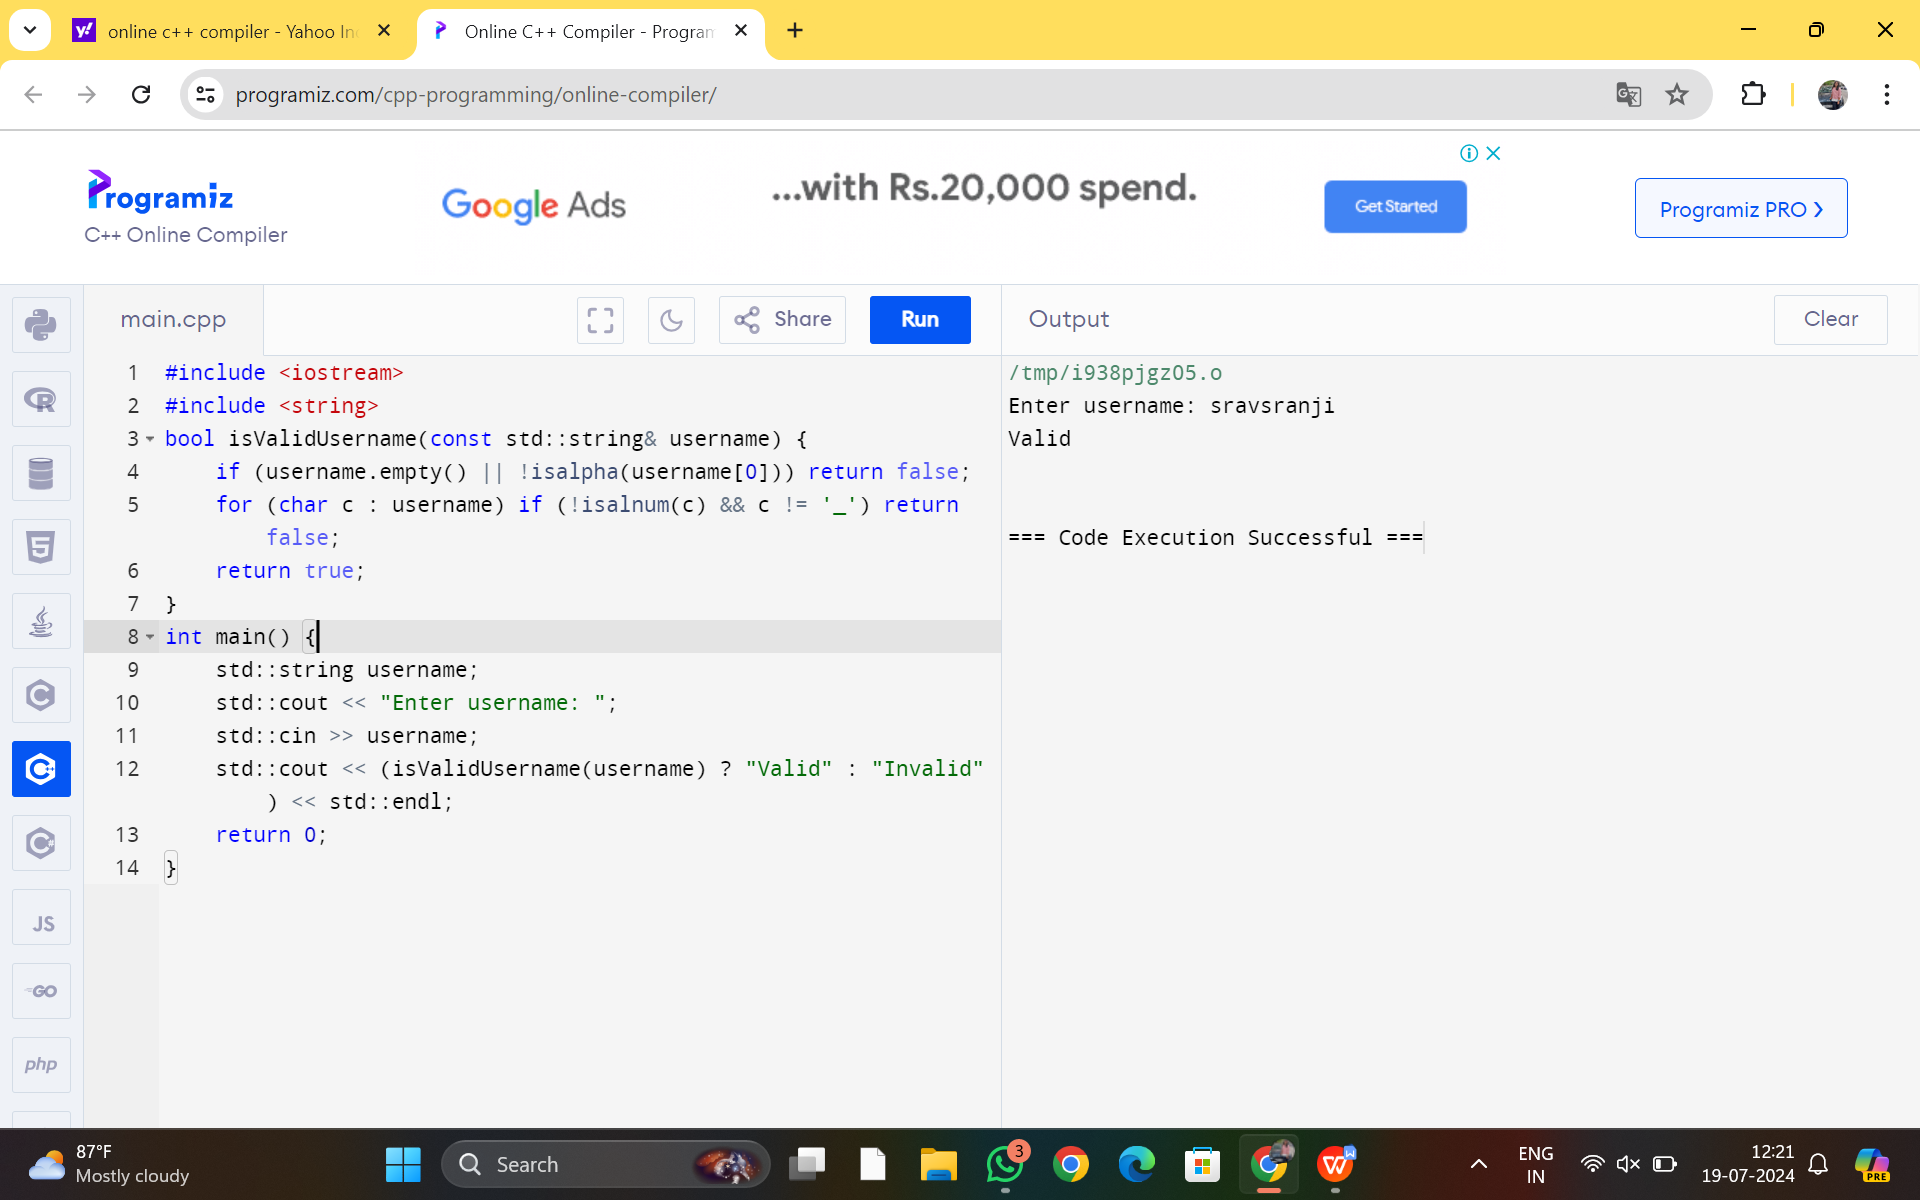 online c++ compiler - Yahoo In
Online C++ Compiler - Program
programiz.com/cpp-programming/online-compiler/
Programiz
C++ Online Compiler
Google Ads
...with Rs.20,000 spend.
Get Started
Programiz PRO ❯
main.cpp
Share
Run
Output
Clear
1 #include <iostream>
2 #include <string>
3 bool isValidUsername(const std::string& username) {
4 if (username.empty() || !isalpha(username[0])) return false;
5 for (char c : username) if (!isalnum(c) && c != '_') return
false;
6 return true;
7 }
8 int main() {
9 std::string username;
10 std::cout << "Enter username: ";
11 std::cin >> username;
12 std::cout << (isValidUsername(username) ? "Valid" : "Invalid"
) << std::endl;
13 return 0;
14 }
/tmp/i938pjgzO5.o
Enter username: sravsranji
Valid
=== Code Execution Successful ===
JS
GO
php
87°F
Mostly cloudy
Search
3
ENG
IN
12:21
19-07-2024
PRE